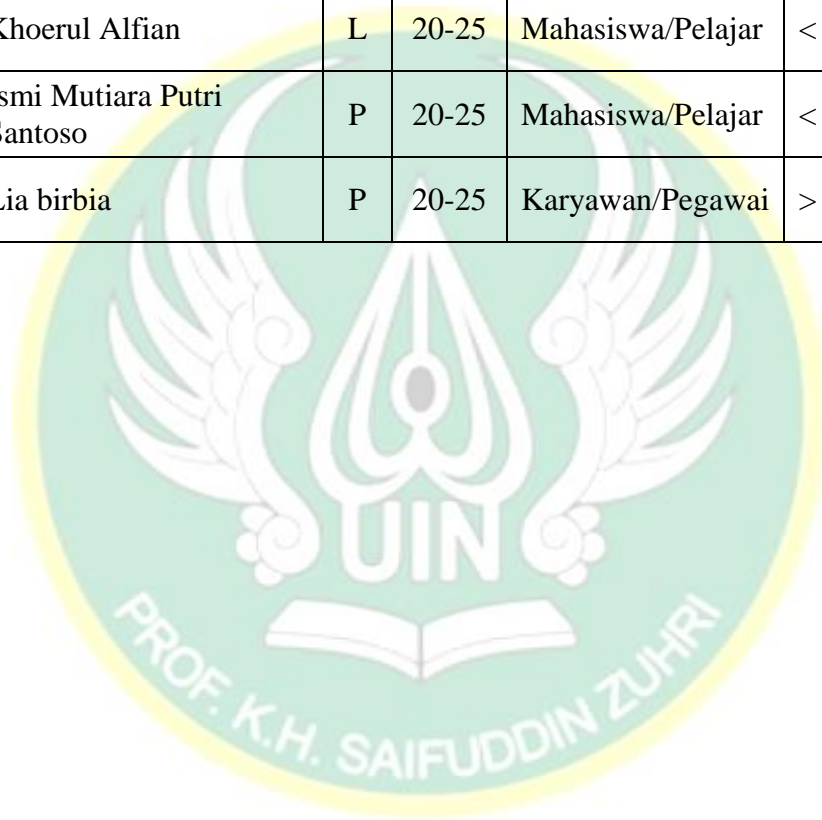 Khoerul Alfian L 20-25 Mahasiswa/Pelajar <
smi Mutiara Putri
Santoso P 20-25 Mahasiswa/Pelajar <
Lia birbia P 20-25 Karyawan/Pegawai >
UIN
PROF. K.H. SAIFUDDIN ZUHRI